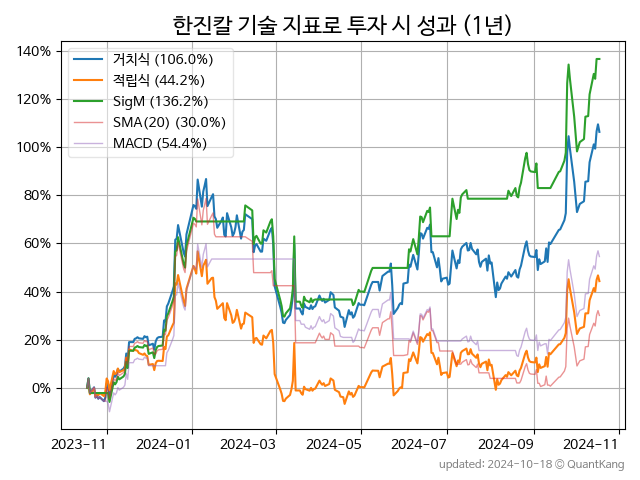 한진칼 기술 지표로 투자 시 성과 (1년)
140%
120%
100%
80%
60%
40%
20%
0%
거치식 (106.0%)
적립식 (44.2%)
SigM (136.2%)
SMA(20) (30.0%)
MACD (54.4%)
2023-11
2024-01
2024-03
2024-05
2024-07
2024-09
2024-11
updated: 2024-10-18 © QuantKang